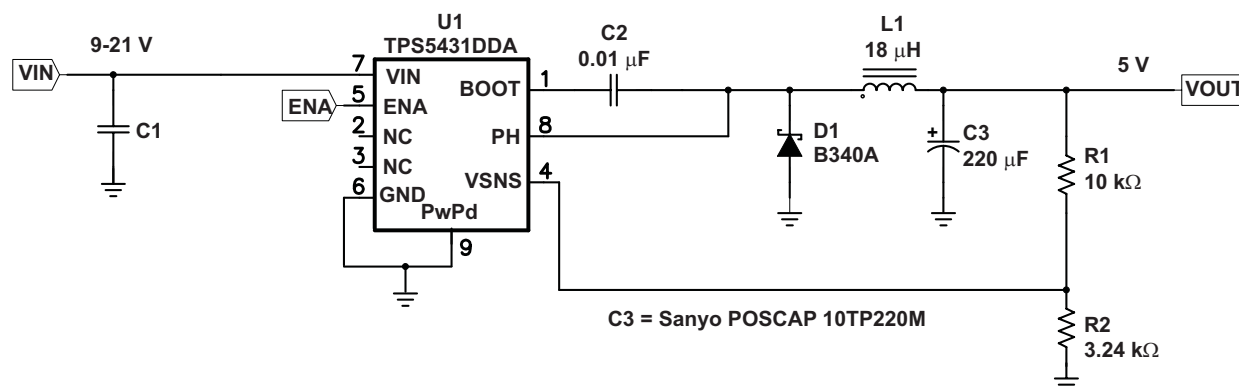 U1
TPS5431DDA
9-21 V
VIN
C1
ENA
7
5
2
3
6
VIN
ENA
NC
NC
GND
BOOT
PH
VSNS
PwPd
1
8
4
9
C2
0.01 μF
L1
18 μH
5 V
VOUT
D1
B340A
+
C3
220 μF
R1
10 kΩ
C3 = Sanyo POSCAP 10TP220M
R2
3.24 kΩ